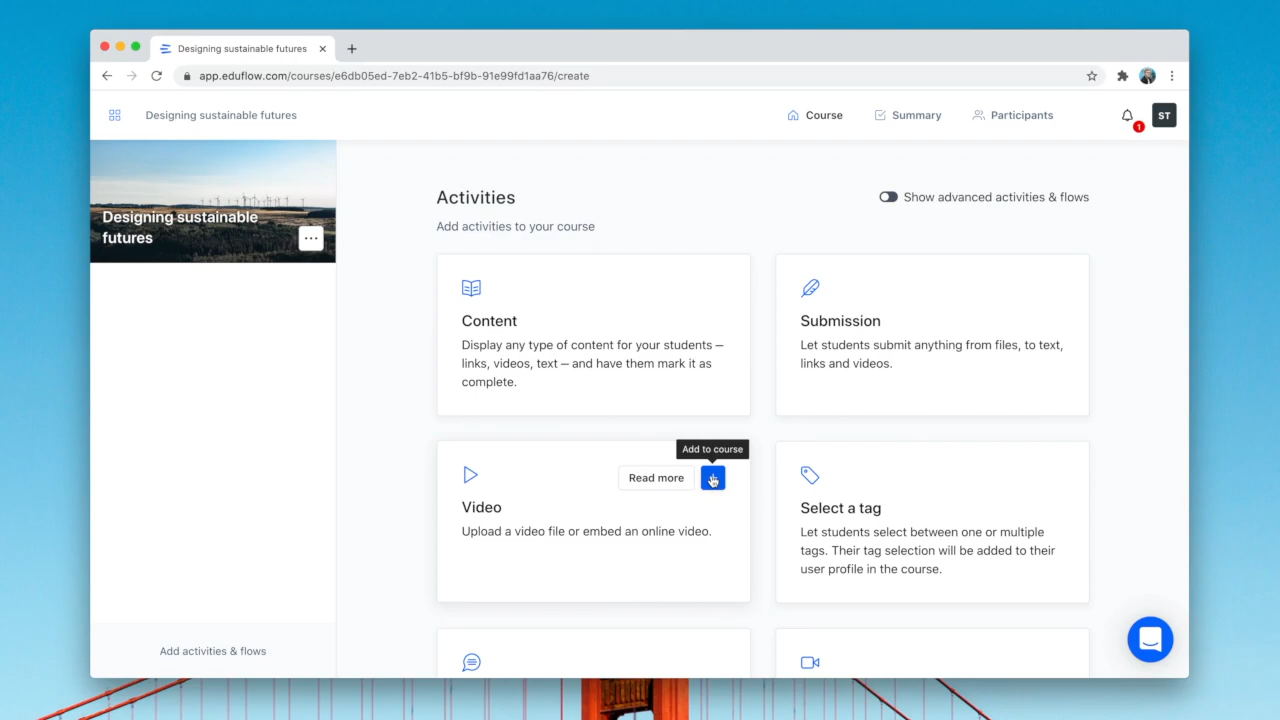 Designing sustainable futures
app.eduflow.com/courses/e6db05ed-7eb2-41b5-bf9b-91e99fd1aa76/create
Designing sustainable futures
Course
Summary
Participants
1
ST
Designing sustainable
futures
Activities
Show advanced activities & flows
Add activities to your course
Content
Display any type of content for your students —
links, videos, text — and have them mark it as
complete.
Submission
Let students submit anything from files, to text,
links and videos.
Add to course
Read more
Video
Upload a video file or embed an online video.
Select a tag
Let students select between one or multiple
tags. Their tag selection will be added to their
user profile in the course.
Add activities & flows